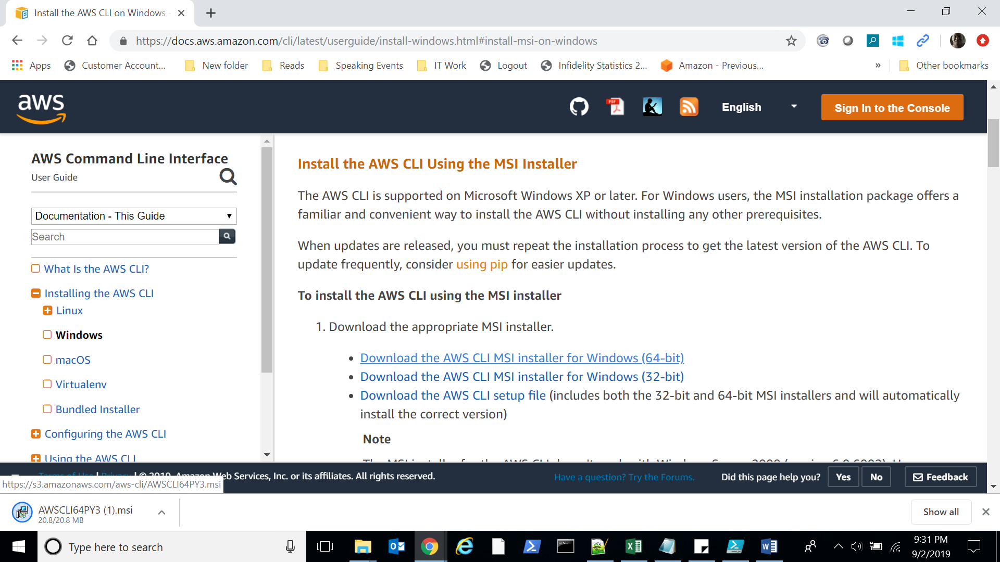 Install the AWS CLI on Windows
https://docs.aws.amazon.com/cli/latest/userguide/install-windows.html#install-msi-on-windows
Apps Customer Account... New folder Reads Speaking Events IT Work Logout Infidelity Statistics 2... Amazon - Previous... » Other bookmarks
aws PDF English Sign In to the Console
AWS Command Line Interface
User Guide
Documentation - This Guide
Search
What Is the AWS CLI?
Installing the AWS CLI
Linux
Windows
macOS
Virtualenv
Bundled Installer
Configuring the AWS CLI
Using the AWS CLI
Install the AWS CLI Using the MSI Installer
The AWS CLI is supported on Microsoft Windows XP or later. For Windows users, the MSI installation package offers a
familiar and convenient way to install the AWS CLI without installing any other prerequisites.
When updates are released, you must repeat the installation process to get the latest version of the AWS CLI. To
update frequently, consider using pip for easier updates.
To install the AWS CLI using the MSI installer
1. Download the appropriate MSI installer.
• Download the AWS CLI MSI installer for Windows (64-bit)
• Download the AWS CLI MSI installer for Windows (32-bit)
• Download the AWS CLI setup file (includes both the 32-bit and 64-bit MSI installers and will automatically
install the correct version)
Note
Terms of Use | Privacy | © 2019, Amazon Web Services, Inc. or its affiliates. All rights reserved. Have a question? Try the Forums. Did this page help you? Yes No Feedback
https://s3.amazonaws.com/aws-cli/AWSCLI64PY3.msi
AWSCLI64PY3 (1).msi
20.8/20.8 MB
Show all
Type here to search
9:31 PM
9/2/2019